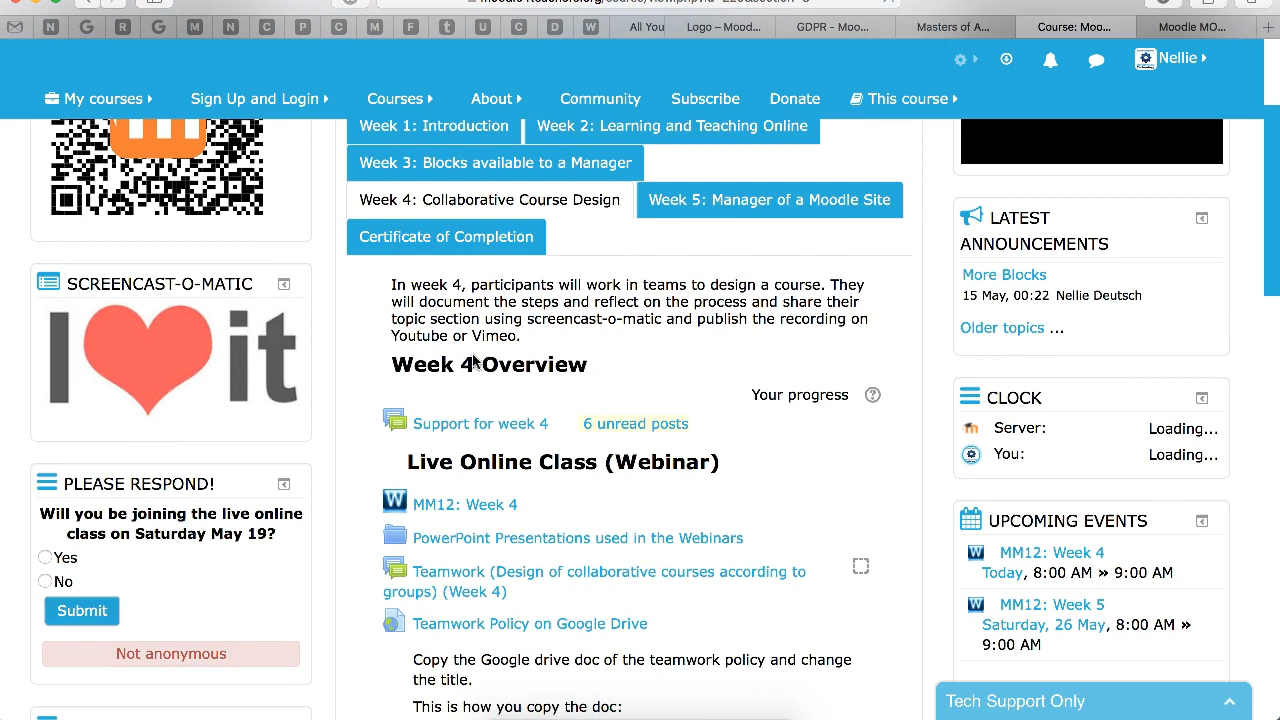 N G R G M N C P C M F t U C D W All You Logo – Mood... GDPR - Moo... Masters of A... Course: Moo... Moodle MO...
Nellie
My courses Sign Up and Login Courses About Community Subscribe Donate This course
Week 1: Introduction Week 2: Learning and Teaching Online
Week 3: Blocks available to a Manager
Week 4: Collaborative Course Design Week 5: Manager of a Moodle Site
Certificate of Completion
SCREENCAST-O-MATIC
I it
PLEASE RESPOND!
Will you be joining the live online
class on Saturday May 19?
Yes
No
Submit
Not anonymous
In week 4, participants will work in teams to design a course. They
will document the steps and reflect on the process and share their
topic section using screencast-o-matic and publish the recording on
Youtube or Vimeo.
Week 4 Overview
Your progress
Support for week 4 6 unread posts
Live Online Class (Webinar)
MM12: Week 4
PowerPoint Presentations used in the Webinars
Teamwork (Design of collaborative courses according to
groups) (Week 4)
Teamwork Policy on Google Drive
Copy the Google drive doc of the teamwork policy and change
the title.
This is how you copy the doc:
LATEST
ANNOUNCEMENTS
More Blocks
15 May, 00:22 Nellie Deutsch
Older topics ...
CLOCK
Server: Loading...
You: Loading...
UPCOMING EVENTS
MM12: Week 4
Today, 8:00 AM » 9:00 AM
MM12: Week 5
Saturday, 26 May, 8:00 AM »
9:00 AM
Tech Support Only